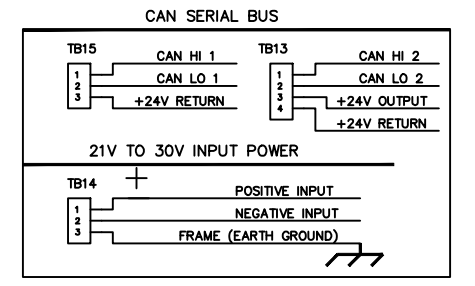 CAN SERIAL BUS
TB15
1 CAN HI 1
2 CAN LO 1
3 +24V RETURN
TB13
1 CAN HI 2
2 CAN LO 2
3 +24V OUTPUT
4 +24V RETURN
21V TO 30V INPUT POWER
TB14
1 POSITIVE INPUT
2 NEGATIVE INPUT
3 FRAME (EARTH GROUND)